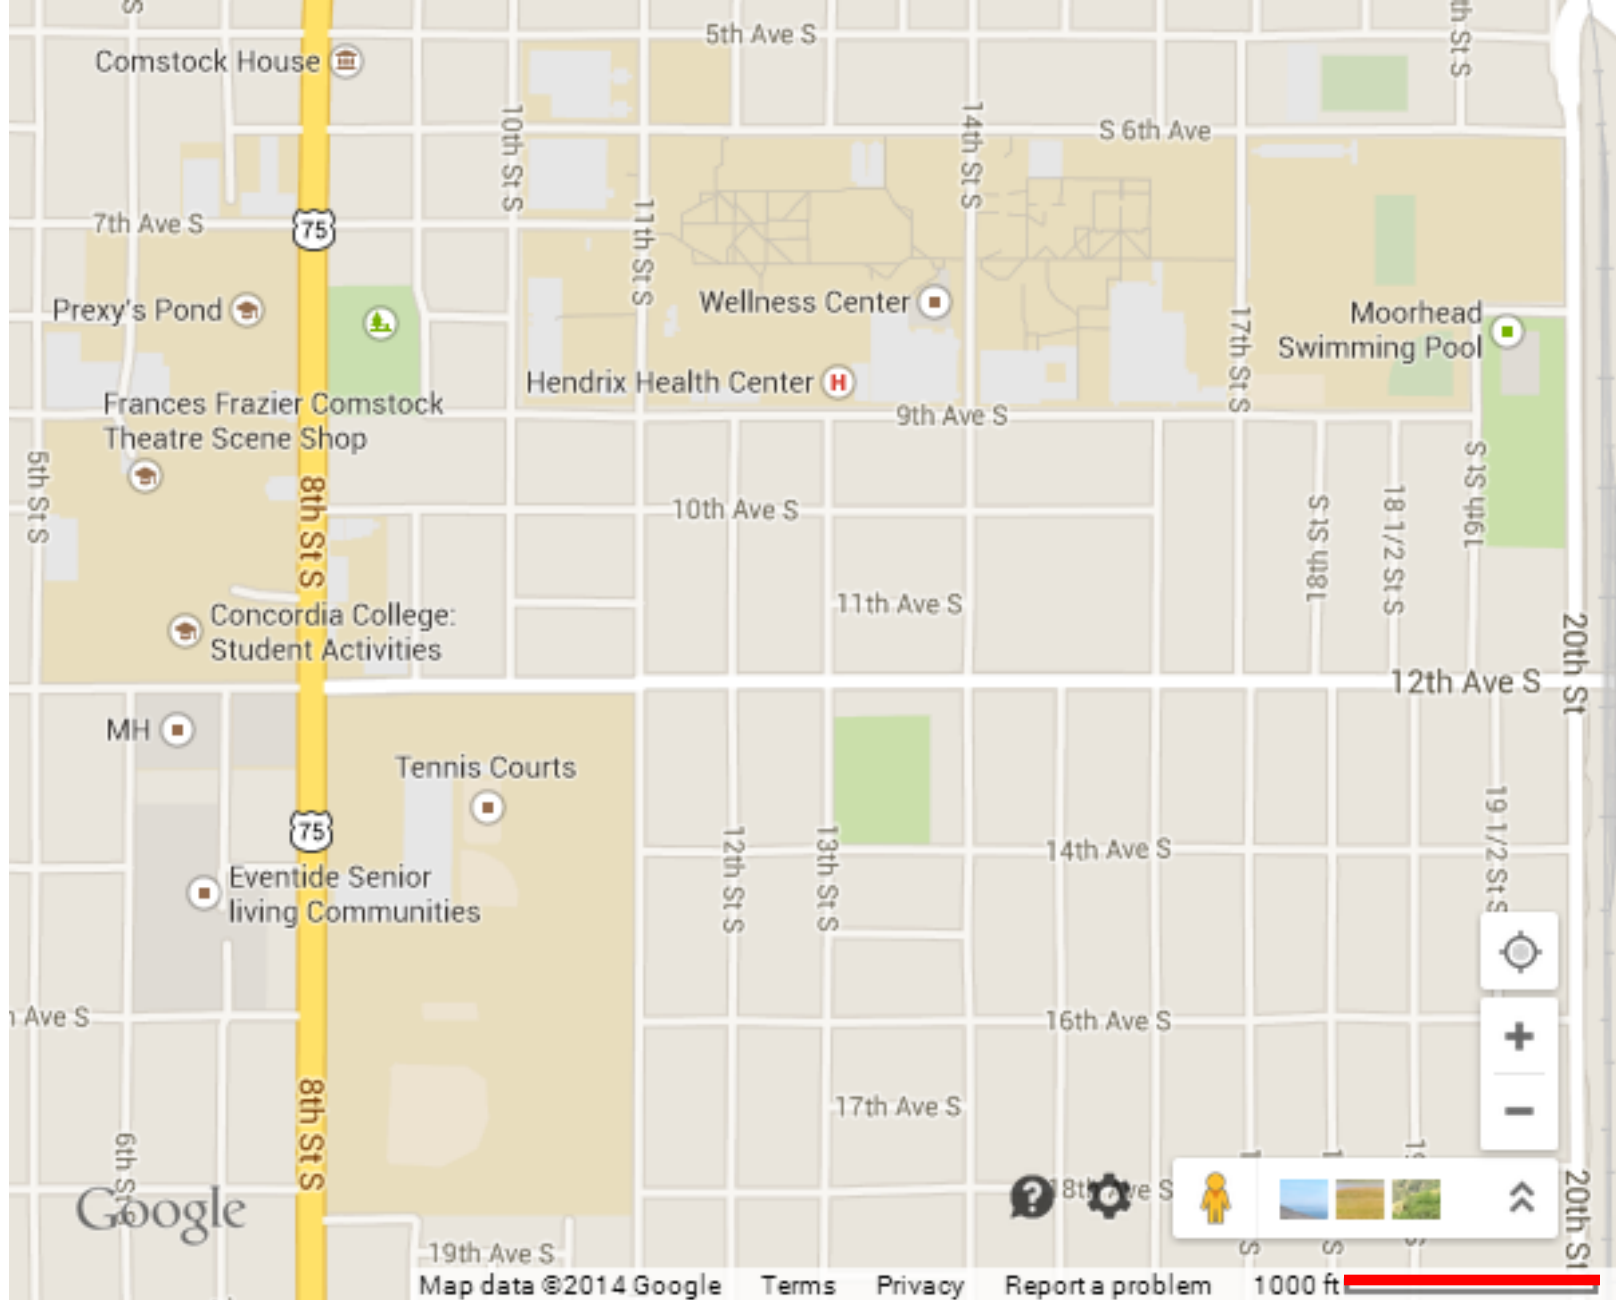 S
5th Ave S
th St S
Comstock House
10th St S
14th St S
S 6th Ave
7th Ave S
75
11th St S
Prexy's Pond
Wellness Center
Moorhead
Swimming Pool
17th St S
Hendrix Health Center
H
Frances Frazier Comstock
Theatre Scene Shop
9th Ave S
5th St S
8th St S
10th Ave S
18th St S
18 1/2 St S
19th St S
11th Ave S
Concordia College:
Student Activities
20th St
12th Ave S
MH
Tennis Courts
75
12th St S
13th St S
14th Ave S
19 1/2 St S
Eventide Senior
living Communities
Ave S
16th Ave S
8th St S
17th Ave S
6th St S
18th Ave S
20th St
Google
19th Ave S
Map data ©2014 Google Terms Privacy Report a problem 1000 ft